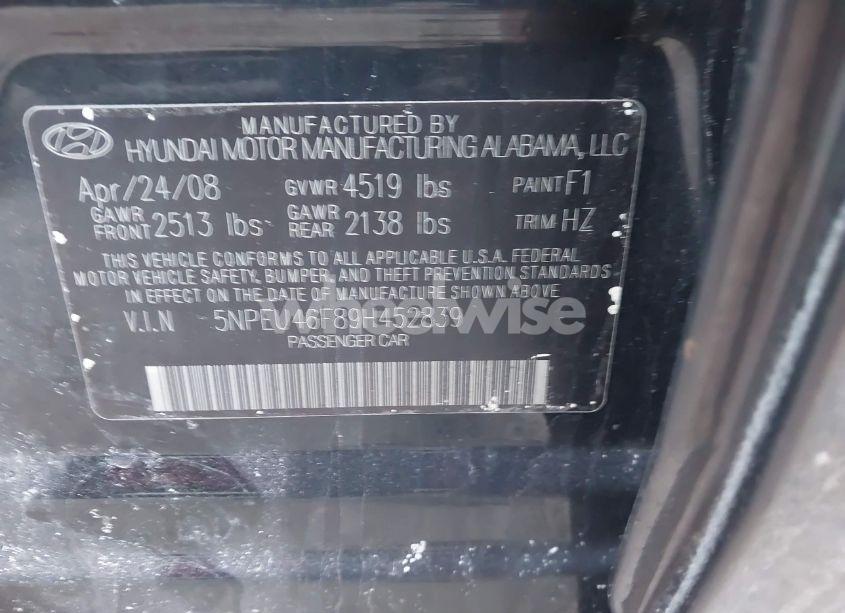 MANUFACTURED BY
HYUNDAI MOTOR MANUFACTURING ALABAMA, LLC
Apr/24/08 GVWR 4519 lbs PAINT F1
GAWR FRONT 2513 lbs GAWR REAR 2138 lbs TRIM HZ
THIS VEHICLE CONFORMS TO ALL APPLICABLE U.S.A. FEDERAL
MOTOR VEHICLE SAFETY, BUMPER, AND THEFT PREVENTION STANDARDS
IN EFFECT ON THE DATE OF MANUFACTURE SHOWN ABOVE
V.I.N 5NPEU46F89H452839
PASSENGER CAR
wheelwise